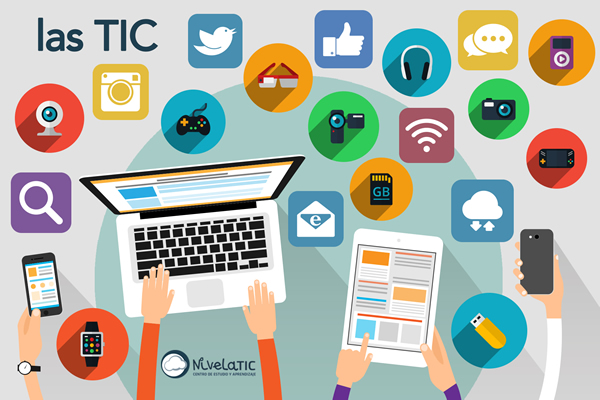 las TIC
GB
e
NiveLaTIC
CENTRO DE ESTUDIO Y APRENDIZAJE